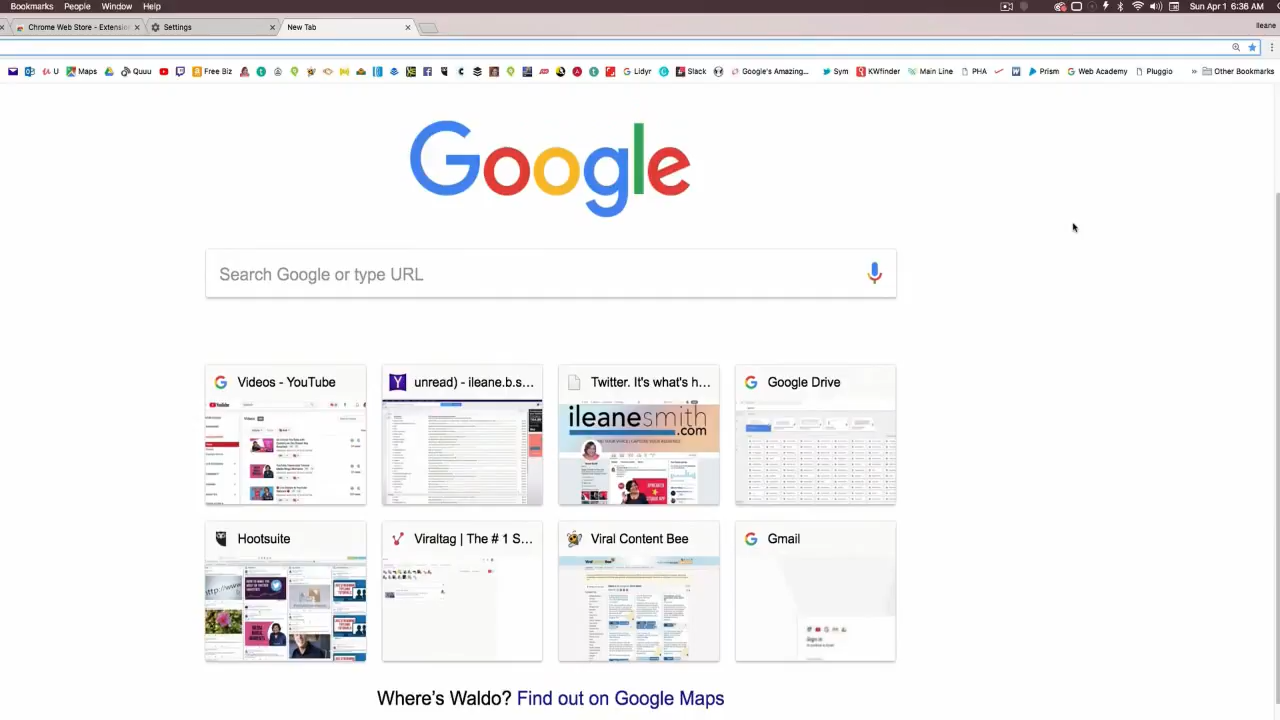 Bookmarks People Window Help Sun Apr 1 6:36 AM
Chrome Web Store - Extension Settings New Tab Ileane
U Maps Quuu Free Biz Lidyr Slack Google's Amazing... Sym KWfinder Main Line PHA Prism Web Academy Pluggio » Other Bookmarks
Google
Search Google or type URL
Videos - YouTube unread) - ileane.b.s... Twitter. It's what's h... Google Drive
YouTube
ileanesmith
.com
Hootsuite Viraltag | The # 1 S... Viral Content Bee Gmail
Where's Waldo? Find out on Google Maps